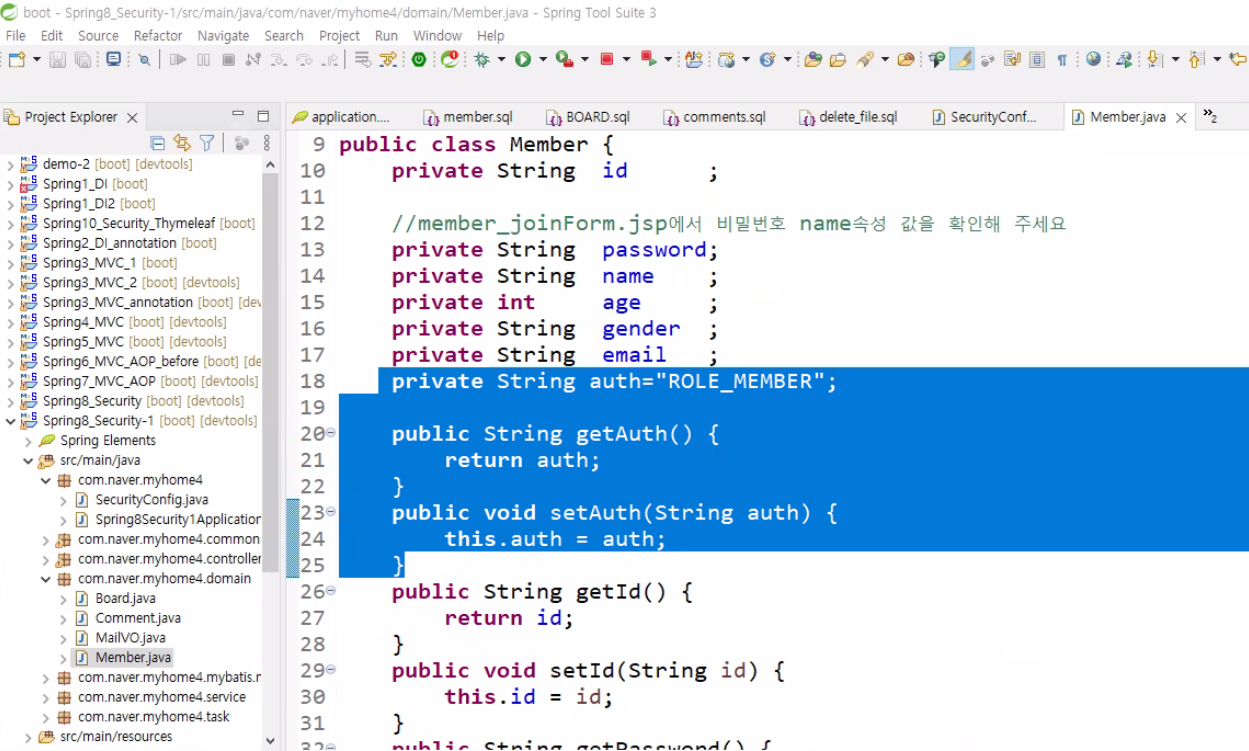 boot - Spring8_Security-1/src/main/java/com/naver/myhome4/domain/Member.java - Spring Tool Suite 3
File Edit Source Refactor Navigate Search Project Run Window Help
Project Explorer
application.... member.sql BOARD.sql comments.sql delete_file.sql SecurityConf... Member.java »2
demo-2 [boot] [devtools]
Spring1_DI [boot]
Spring1_DI2 [boot]
Spring10_Security_Thymeleaf [boot]
Spring2_DI_annotation [boot]
Spring3_MVC_1 [boot]
Spring3_MVC_2 [boot] [devtools]
Spring3_MVC_annotation [boot] [dev
Spring4_MVC [boot] [devtools]
Spring5_MVC [boot] [devtools]
Spring6_MVC_AOP_before [boot] [de
Spring7_MVC_AOP [boot] [devtools]
Spring8_Security [boot] [devtools]
Spring8_Security-1 [boot] [devtools]
Spring Elements
src/main/java
com.naver.myhome4
SecurityConfig.java
Spring8Security1Application
com.naver.myhome4.common
com.naver.myhome4.controller
com.naver.myhome4.domain
Board.java
Comment.java
MailVO.java
Member.java
com.naver.myhome4.mybatis.m
com.naver.myhome4.service
com.naver.myhome4.task
src/main/resources
9 public class Member {
10 private String id ;
11
12 //member_joinForm.jsp에서 비밀번호 name속성 값을 확인해 주세요
13 private String password;
14 private String name ;
15 private int age ;
16 private String gender ;
17 private String email ;
18 private String auth="ROLE_MEMBER";
19
20 public String getAuth() {
21 return auth;
22 }
23 public void setAuth(String auth) {
24 this.auth = auth;
25 }
26 public String getId() {
27 return id;
28 }
29 public void setId(String id) {
30 this.id = id;
31 }
32 public String getPassword() {